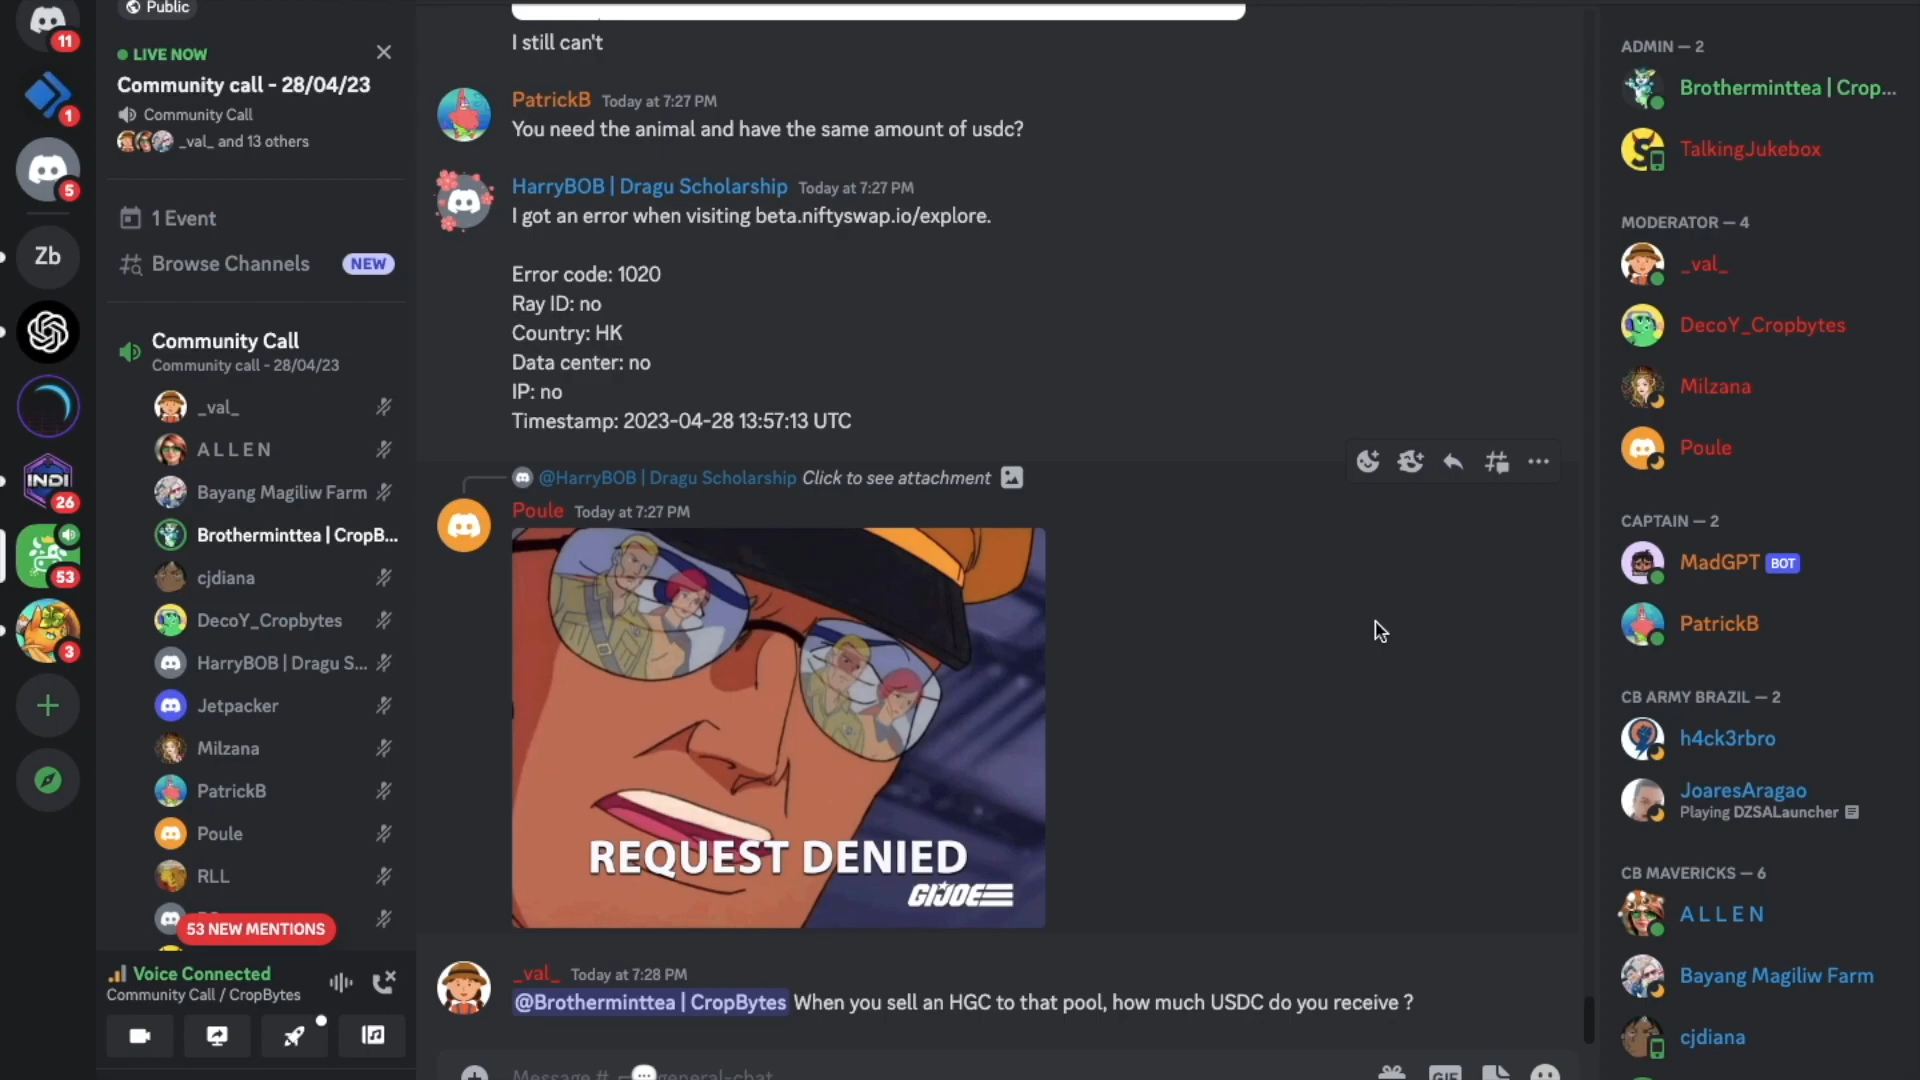 11
1
5
Zb
INDI
26
53
3
Public
LIVE NOW
Community call - 28/04/23
Community Call
_val_ and 13 others
1 Event
Browse Channels NEW
Community Call
Community call - 28/04/23
_val_
A L L E N
Bayang Magiliw Farm
Brotherminttea | CropB...
cjdiana
DecoY_Cropbytes
HarryBOB | Dragu S...
Jetpacker
Milzana
PatrickB
Poule
RLL
53 NEW MENTIONS
Voice Connected
Community Call / CropBytes
I still can't
PatrickB Today at 7:27 PM
You need the animal and have the same amount of usdc?
HarryBOB | Dragu Scholarship Today at 7:27 PM
I got an error when visiting beta.niftyswap.io/explore.
Error code: 1020
Ray ID: no
Country: HK
Data center: no
IP: no
Timestamp: 2023-04-28 13:57:13 UTC
@HarryBOB | Dragu Scholarship Click to see attachment
Poule Today at 7:27 PM
REQUEST DENIED
GIJOE
_val_ Today at 7:28 PM
@Brotherminttea | CropBytes When you sell an HGC to that pool, how much USDC do you receive ?
Message # general-chat
GIF
ADMIN — 2
Brotherminttea | Crop...
TalkingJukebox
MODERATOR — 4
_val_
DecoY_Cropbytes
Milzana
Poule
CAPTAIN — 2
MadGPT BOT
PatrickB
CB ARMY BRAZIL — 2
h4ck3rbro
JoaresAragao
Playing DZSALauncher
CB MAVERICKS — 6
A L L E N
Bayang Magiliw Farm
cjdiana